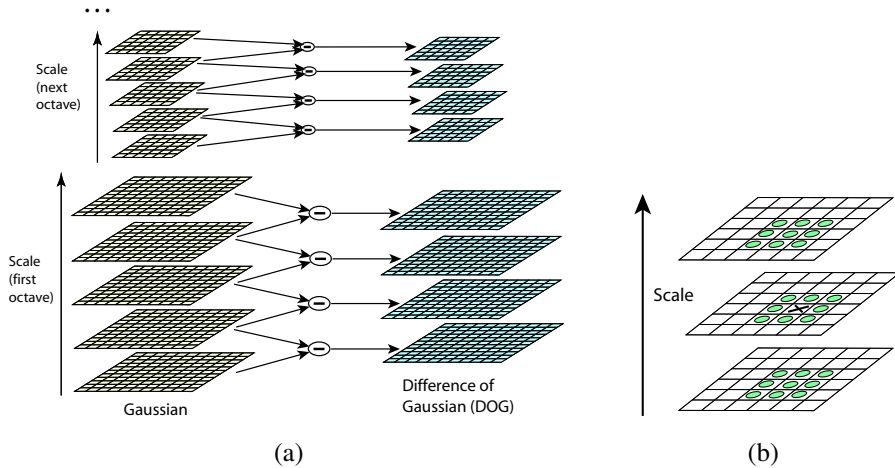 ...
Scale
(next
octave)
Scale
(first
octave)
Gaussian
Difference of
Gaussian (DOG)
Scale
(a)
(b)